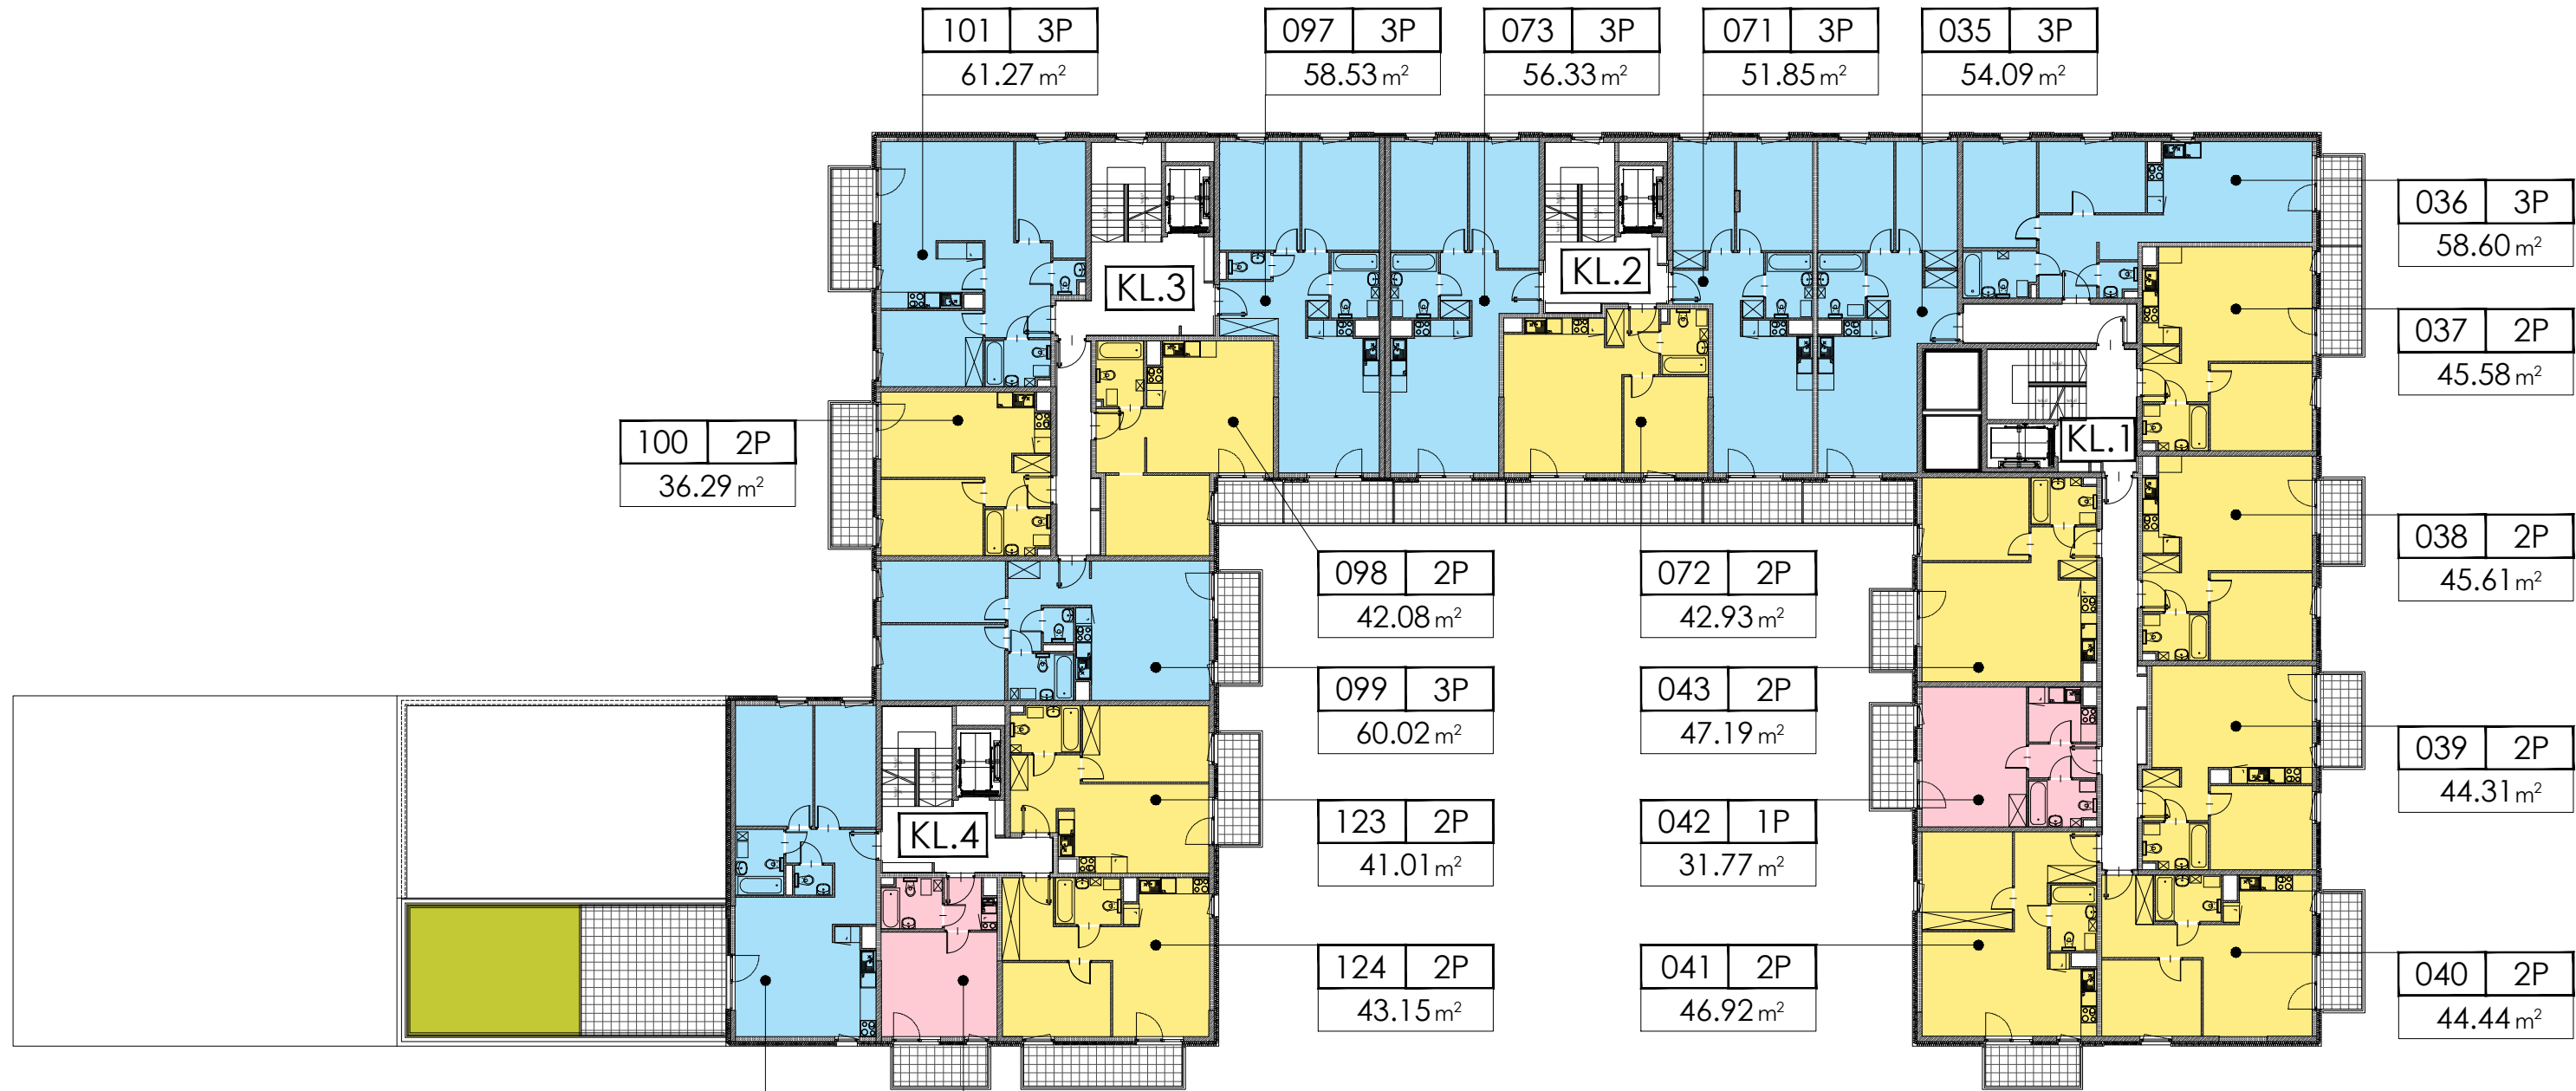 101 3P
61.27 m²
097 3P
58.53 m²
073 3P
56.33 m²
071 3P
51.85 m²
035 3P
54.09 m²
036 3P
58.60 m²
KL.3
KL.2
037 2P
45.58 m²
100 2P
36.29 m²
KL.1
038 2P
45.61 m²
098 2P
42.08 m²
072 2P
42.93 m²
099 3P
60.02 m²
043 2P
47.19 m²
039 2P
44.31 m²
123 2P
41.01 m²
042 1P
31.77 m²
KL.4
124 2P
43.15 m²
041 2P
46.92 m²
040 2P
44.44 m²